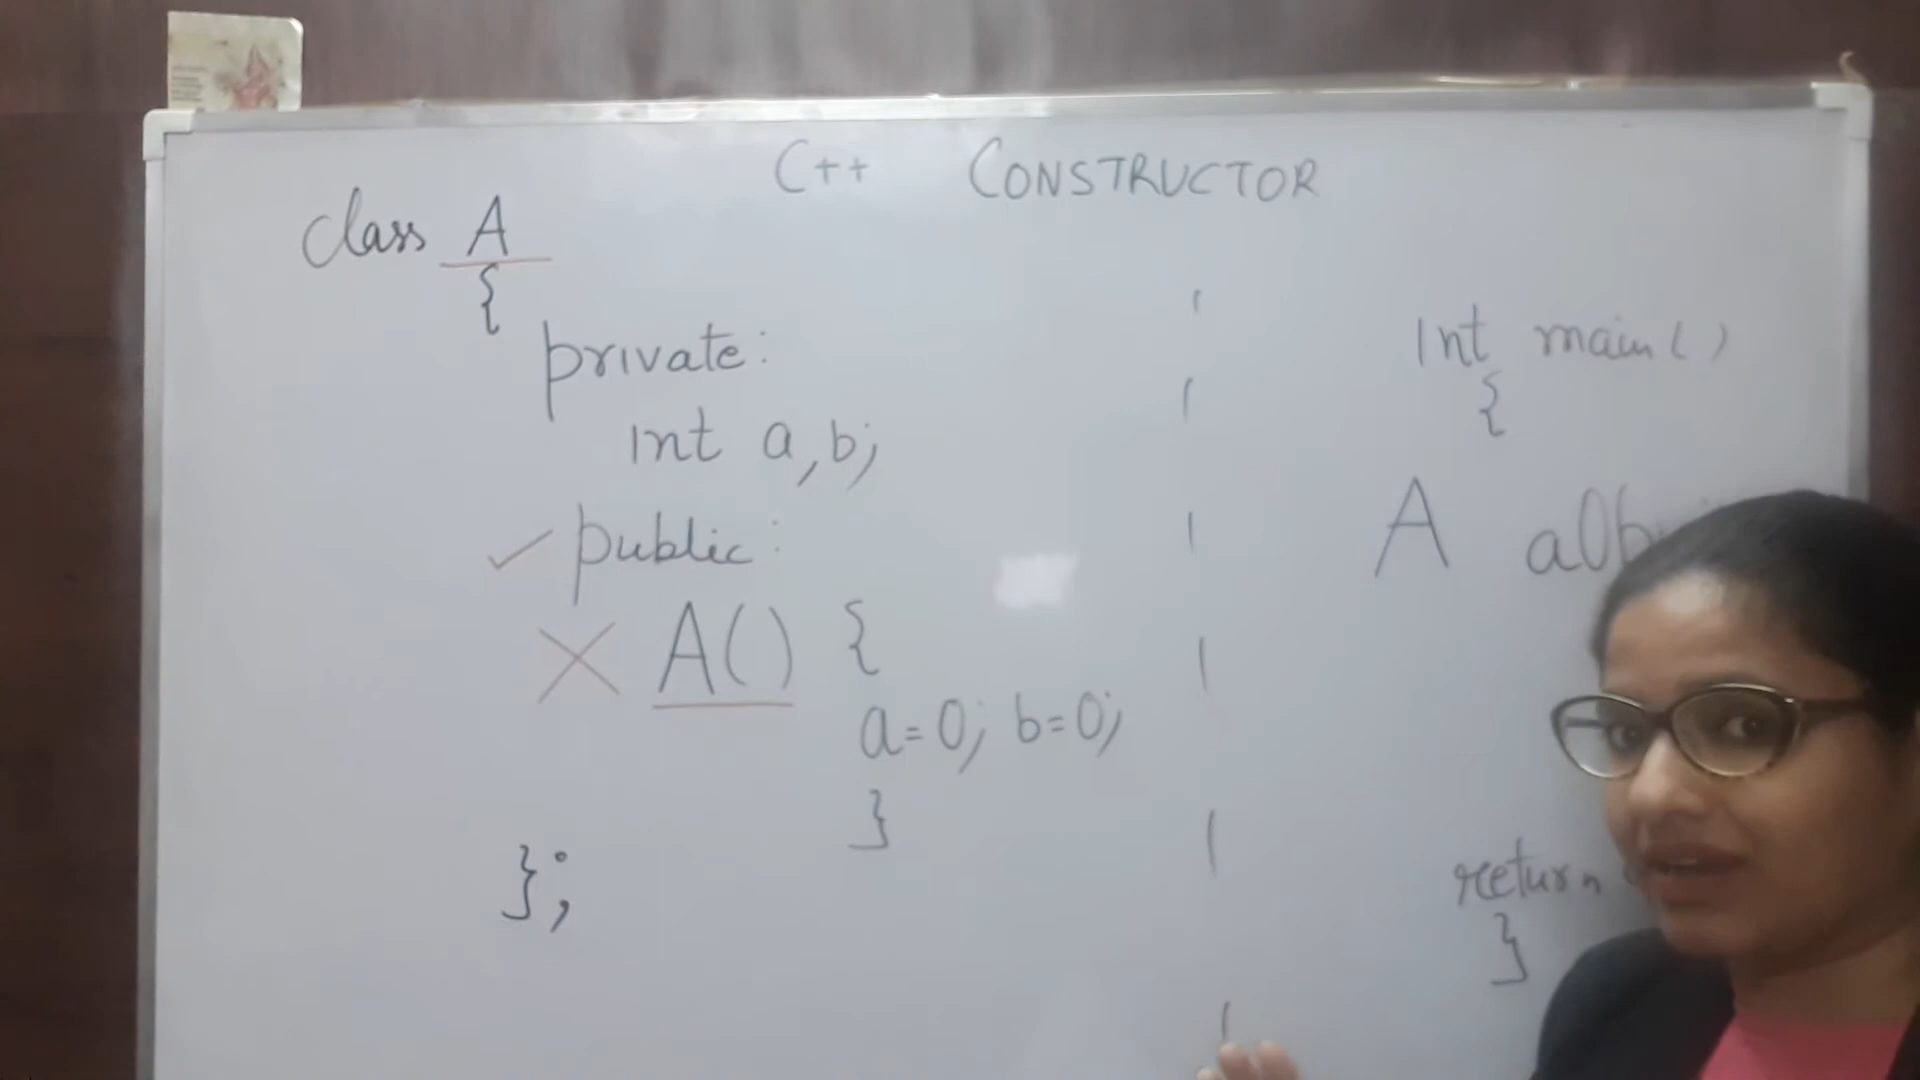 C++ CONSTRUCTOR
class A
{
private:
int a,b;
public:
A() {
a=0; b=0;
}
};
int main()
{
A
return
}